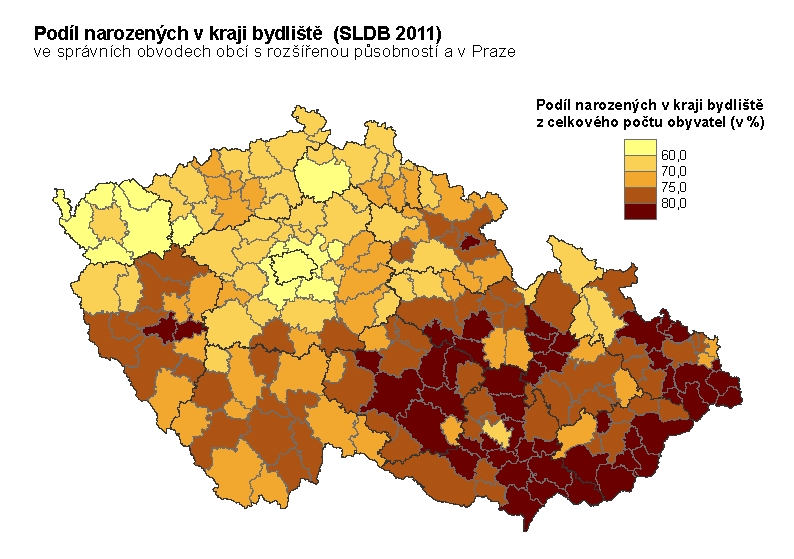 Podíl narozených v kraji bydliště  (SLDB 2011)
ve správních obvodech obcí s rozšířenou působností a v Praze
Podíl narozených v kraji bydliště
z celkového počtu obyvatel (v %)
60,0
70,0
75,0
80,0